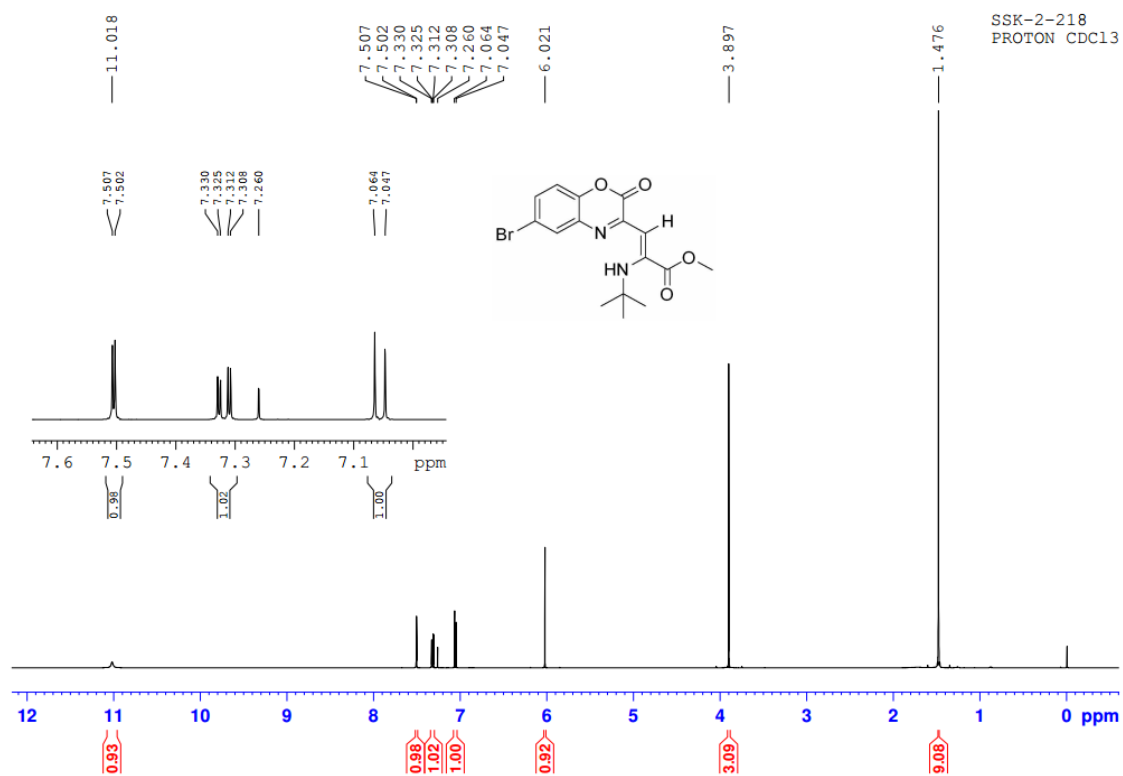 SSK-2-218
PROTON CDCl3
11.018
7.507
7.502
7.330
7.325
7.312
7.308
7.260
7.064
7.047
6.021
3.897
1.476
7.507
7.502
7.330
7.325
7.312
7.308
7.260
7.064
7.047
O
O
H
Br
N
O
HN
O
7.6 7.5 7.4 7.3 7.2 7.1 ppm
0.98
1.02
1.00
12 11 10 9 8 7 6 5 4 3 2 1 0 ppm
0.93
0.98
1.02
1.00
0.92
3.09
9.08